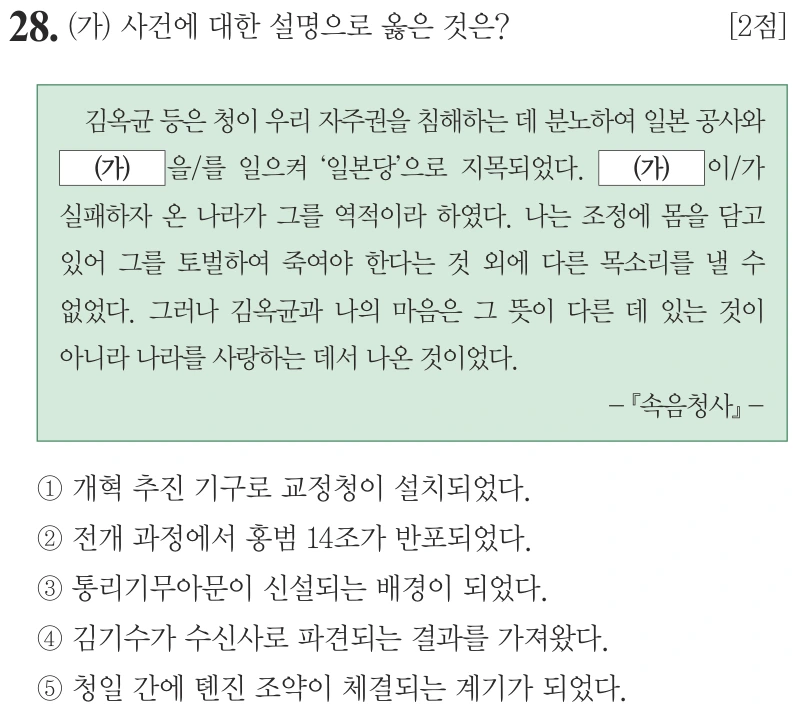 28. (가) 사건에 대한 설명으로 옳은 것은? [2점]
김옥균 등은 청이 우리 자주권을 침해하는 데 분노하여 일본 공사와
(가) 을/를 일으켜 ‘일본당’으로 지목되었다. (가) 이/가
실패하자 온 나라가 그를 역적이라 하였다. 나는 조정에 몸을 담고
있어 그를 토벌하여 죽여야 한다는 것 외에 다른 목소리를 낼 수
없었다. 그러나 김옥균과 나의 마음은 그 뜻이 다른 데 있는 것이
아니라 나라를 사랑하는 데서 나온 것이었다.
－『속음청사』－
① 개혁 추진 기구로 교정청이 설치되었다.
② 전개 과정에서 홍범 14조가 반포되었다.
③ 통리기무아문이 신설되는 배경이 되었다.
④ 김기수가 수신사로 파견되는 결과를 가져왔다.
⑤ 청일 간에 톈진 조약이 체결되는 계기가 되었다.